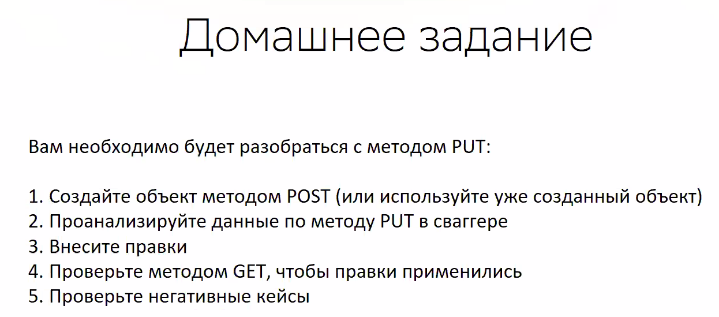 Домашнее задание
Вам необходимо будет разобраться с методом PUT:
1. Создайте объект методом POST (или используйте уже созданный объект)
2. Проанализируйте данные по методу PUT в сваггере
3. Внесите правки
4. Проверьте методом GET, чтобы правки применились
5. Проверьте негативные кейсы